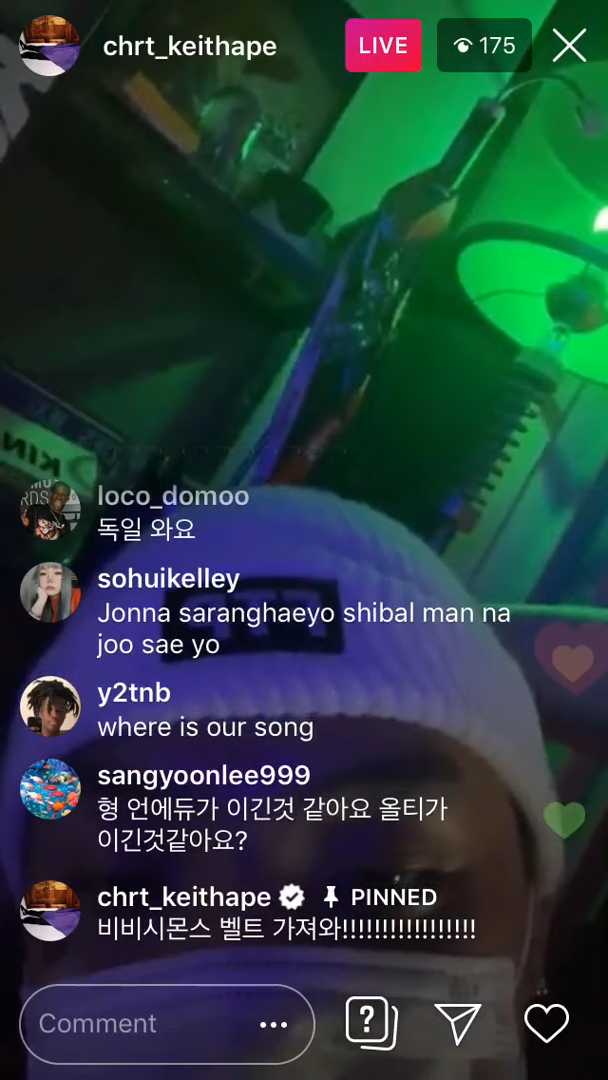 chrt_keithape
LIVE
175
loco_domoo
독일 와요
sohuikelley
Jonna saranghaeyo shibal man na
joo sae yo
y2tnb
where is our song
sangyoonlee999
형 언에듀가 이긴것 같아요 올티가
이긴것같아요?
chrt_keithape PINNED
비비시몬스 벨트 가져와!!!!!!!!!!!!!!!!!
Comment